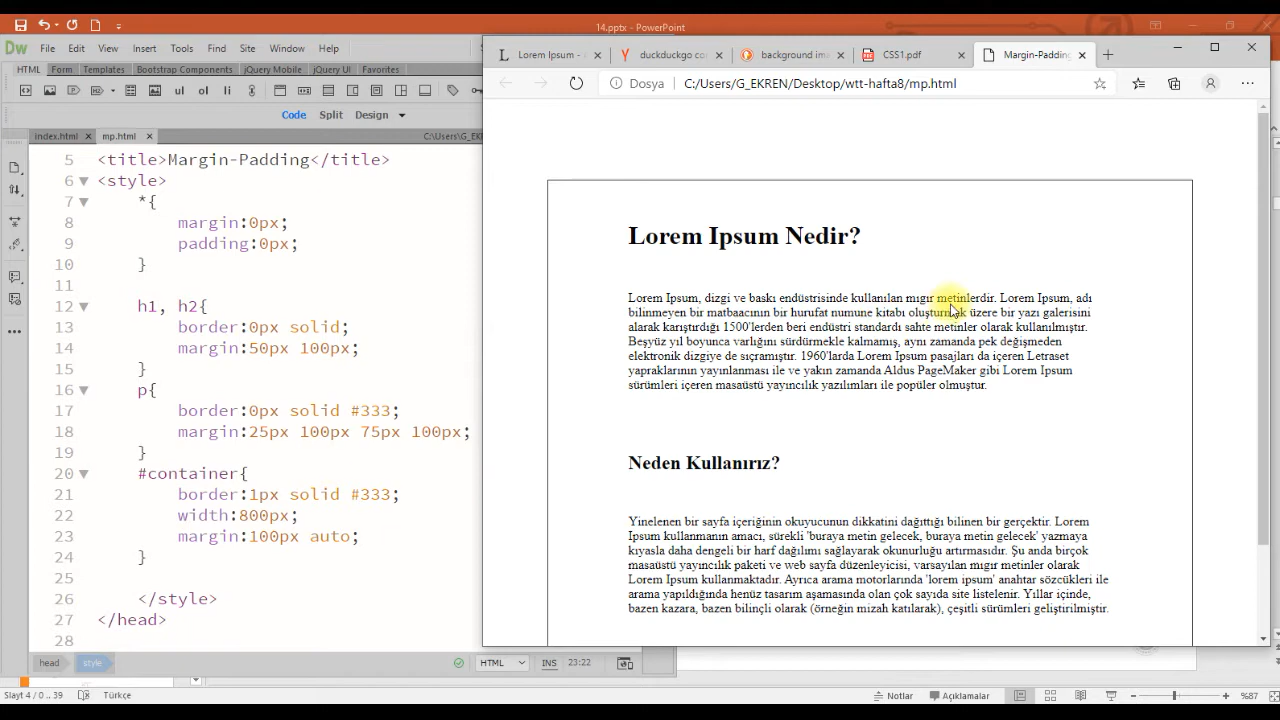 14.pptx - PowerPoint
Dw File Edit View Insert Tools Find Site Window Help
HTML Form Templates Bootstrap Components jQuery Mobile jQuery UI Favorites
ul ol li
Code Split Design
index.html mp.html C:\Users\G_EK
5 <title>Margin-Padding</title>
6 <style>
7 *{
8 margin:0px;
9 padding:0px;
10 }
11
12 h1, h2{
13 border:0px solid;
14 margin:50px 100px;
15 }
16 p{
17 border:0px solid #333;
18 margin:25px 100px 75px 100px;
19 }
20 #container{
21 border:1px solid #333;
22 width:800px;
23 margin:100px auto;
24 }
25
26 </style>
27 </head>
28
head style HTML INS 23:22
Lorem Ipsum - duckduckgo co background ima CSS1.pdf Margin-Padding
Dosya C:/Users/G_EKREN/Desktop/wtt-hafta8/mp.html
Lorem Ipsum Nedir?
Lorem Ipsum, dizgi ve baskı endüstrisinde kullanılan mıgır metinlerdir. Lorem Ipsum, adı
bilinmeyen bir matbaacının bir hurufat numune kitabı oluşturmak üzere bir yazı galerisini
alarak karıştırdığı 1500'lerden beri endüstri standardı sahte metinler olarak kullanılmıştır.
Beşyüz yıl boyunca varlığını sürdürmekle kalmamış, aynı zamanda pek değişmeden
elektronik dizgiye de sıçramıştır. 1960'larda Lorem Ipsum pasajları da içeren Letraset
yapraklarının yayınlanması ile ve yakın zamanda Aldus PageMaker gibi Lorem Ipsum
sürümleri içeren masaüstü yayıncılık yazılımları ile popüler olmuştur.
Neden Kullanırız?
Yinelenen bir sayfa içeriğinin okuyucunun dikkatini dağıttığı bilinen bir gerçektir. Lorem
Ipsum kullanmanın amacı, sürekli 'buraya metin gelecek, buraya metin gelecek' yazmaya
kıyasla daha dengeli bir harf dağılımı sağlayarak okunurluğu artırmasıdır. Şu anda birçok
masaüstü yayıncılık paketi ve web sayfa düzenleyicisi, varsayılan mıgır metinler olarak
Lorem Ipsum kullanmaktadır. Ayrıca arama motorlarında 'lorem ipsum' anahtar sözcükleri ile
arama yapıldığında henüz tasarım aşamasında olan çok sayıda site listelenir. Yıllar içinde,
bazen kazara, bazen bilinçli olarak (örneğin mizah katılarak), çeşitli sürümleri geliştirilmiştir.
Slayt 4 / 0 .. 39 Türkçe Notlar Açıklamalar %87